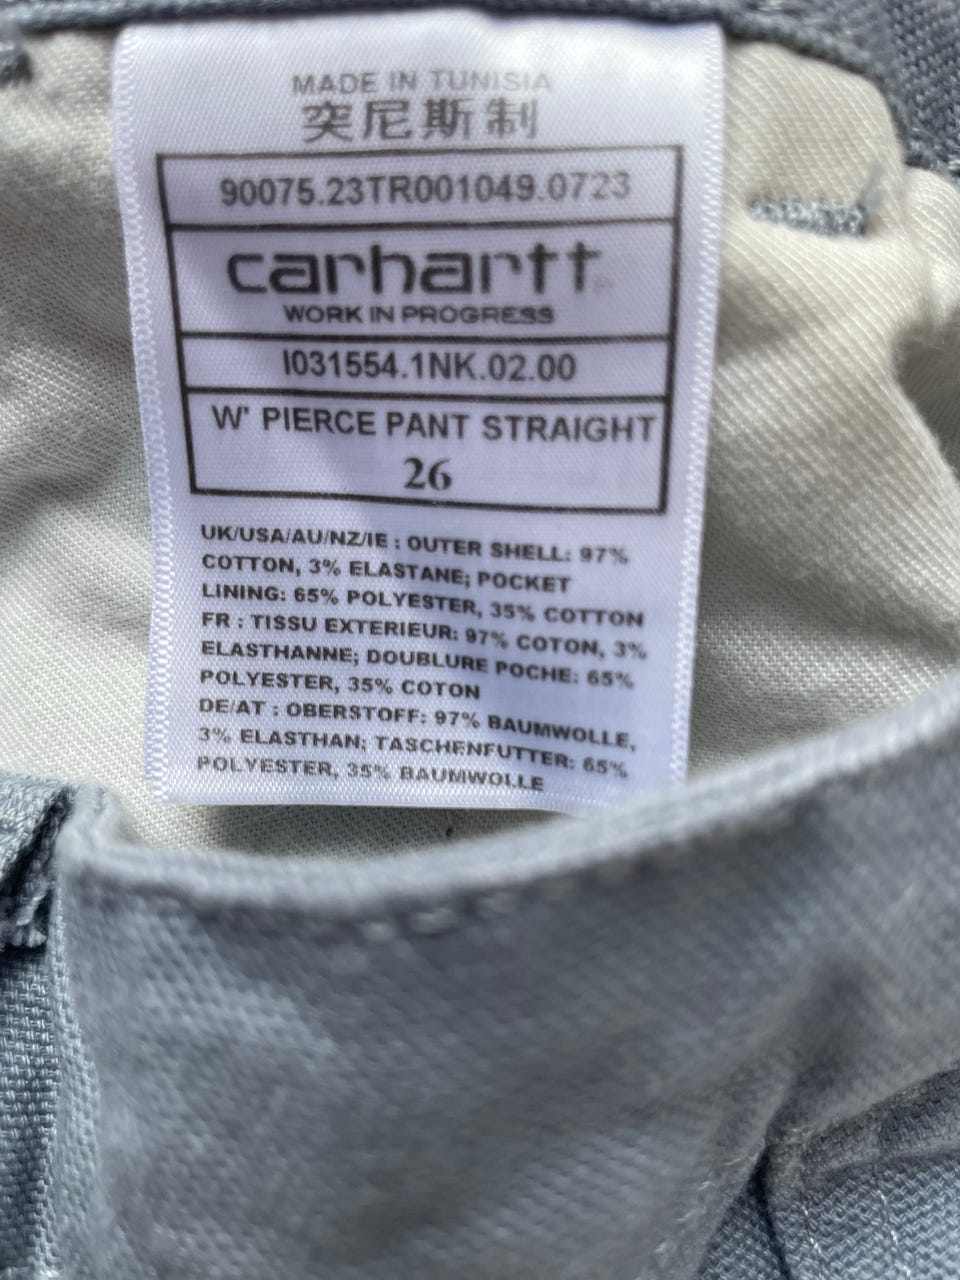 MADE IN TUNISIA
突尼斯制
90075.23TR001049.0723
carhartt
WORK IN PROGRESS
I031554.1NK.02.00
W' PIERCE PANT STRAIGHT
26
UK/USA/AU/NZ/IE : OUTER SHELL: 97%
COTTON, 3% ELASTANE; POCKET
LINING: 65% POLYESTER, 35% COTTON
FR : TISSU EXTERIEUR: 97% COTON, 3%
ELASTHANNE; DOUBLURE POCHE: 65%
POLYESTER, 35% COTON
DE/AT : OBERSTOFF: 97% BAUMWOLLE,
3% ELASTHAN; TASCHENFUTTER: 65%
POLYESTER, 35% BAUMWOLLE